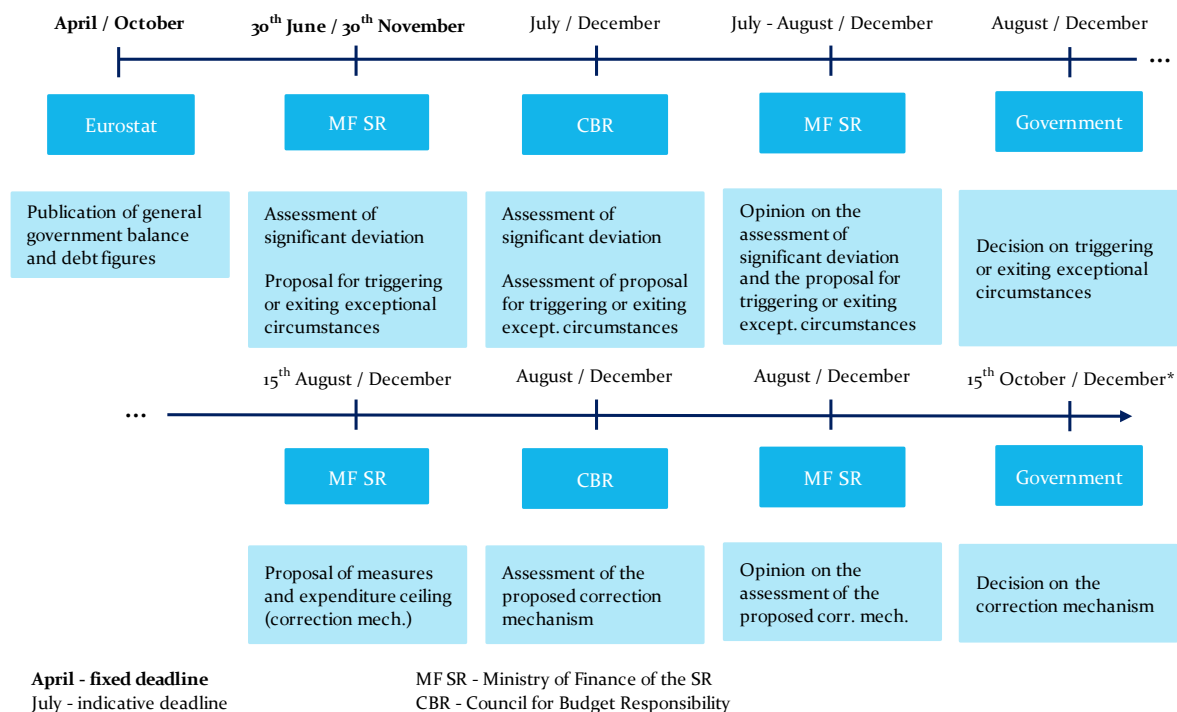 April / October
30th June / 30th November
July / December
July - August / December
August / December
...
Eurostat
MF SR
CBR
MF SR
Government
Publication of general
government balance
and debt figures
Assessment of
significant deviation
Proposal for triggering
or exiting exceptional
circumstances
Assessment of
significant deviation
Assessment of proposal
for triggering or exiting
except. circumstances
Opinion on the
assessment of
significant deviation
and the proposal for
triggering or exiting
except. circumstances
Decision on triggering
or exiting exceptional
circumstances
...
15th August / December
August / December
August / December
15th October / December*
MF SR
CBR
MF SR
Government
Proposal of measures
and expenditure ceiling
(correction mech.)
Assessment of the
proposed correction
mechanism
Opinion on the
assessment of the
proposed corr. mech.
Decision on the
correction mechanism
April - fixed deadline
July - indicative deadline
MF SR - Ministry of Finance of the SR
CBR - Council for Budget Responsibility